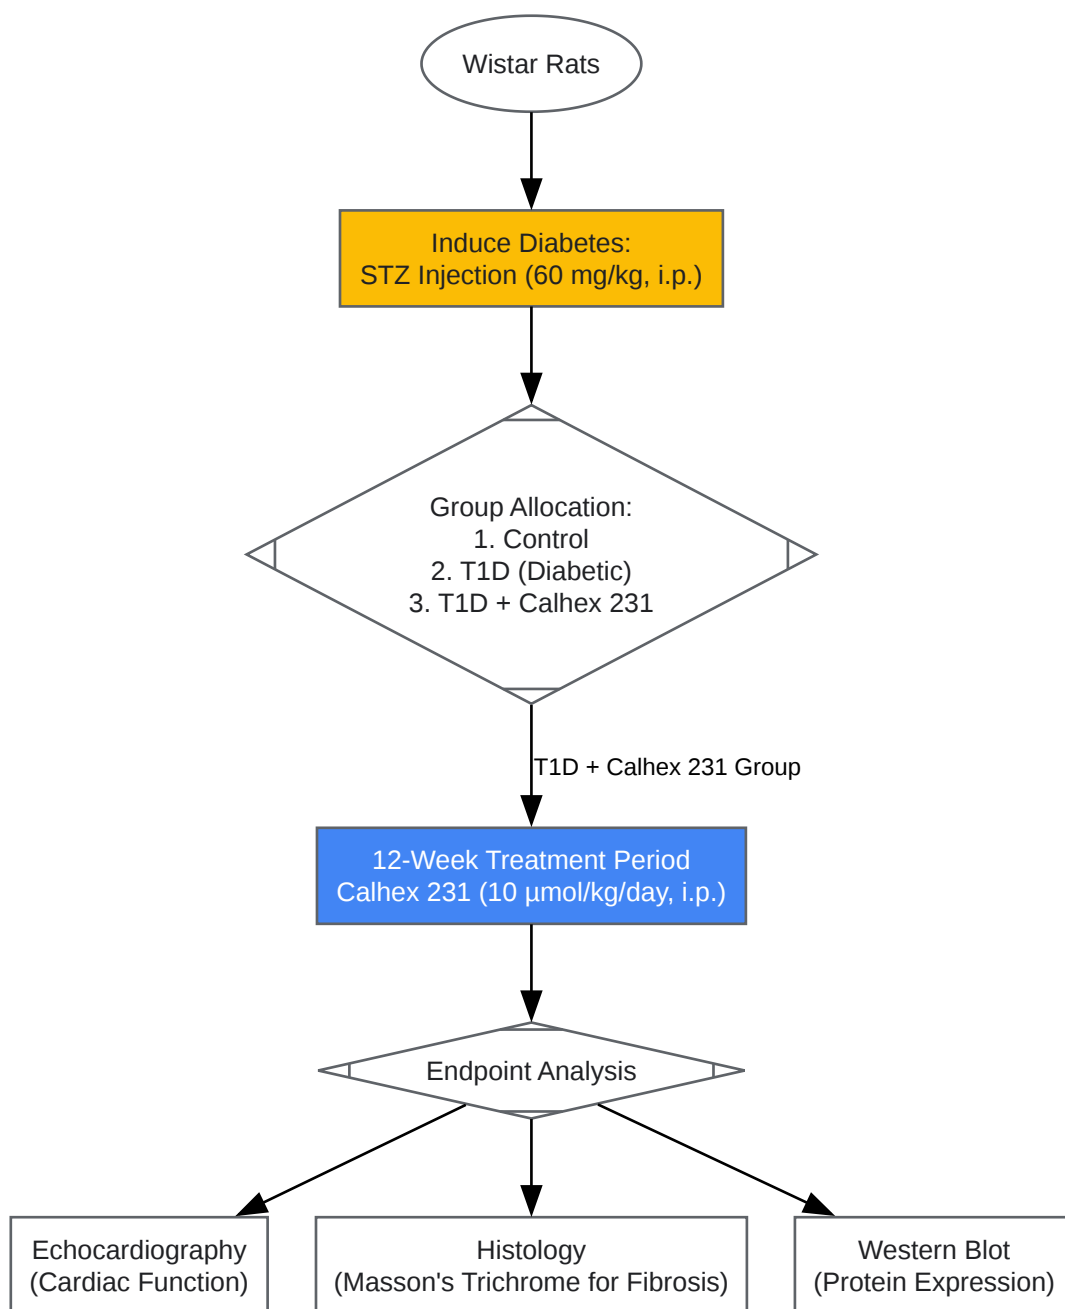 Wistar Rats
Induce Diabetes:
STZ Injection (60 mg/kg, i.p.)
Group Allocation:
1. Control
2. T1D (Diabetic)
3. T1D + Calhex 231
T1D + Calhex 231 Group
12-Week Treatment Period
Calhex 231 (10 µmol/kg/day, i.p.)
Endpoint Analysis
Echocardiography
(Cardiac Function)
Histology
(Masson's Trichrome for Fibrosis)
Western Blot
(Protein Expression)